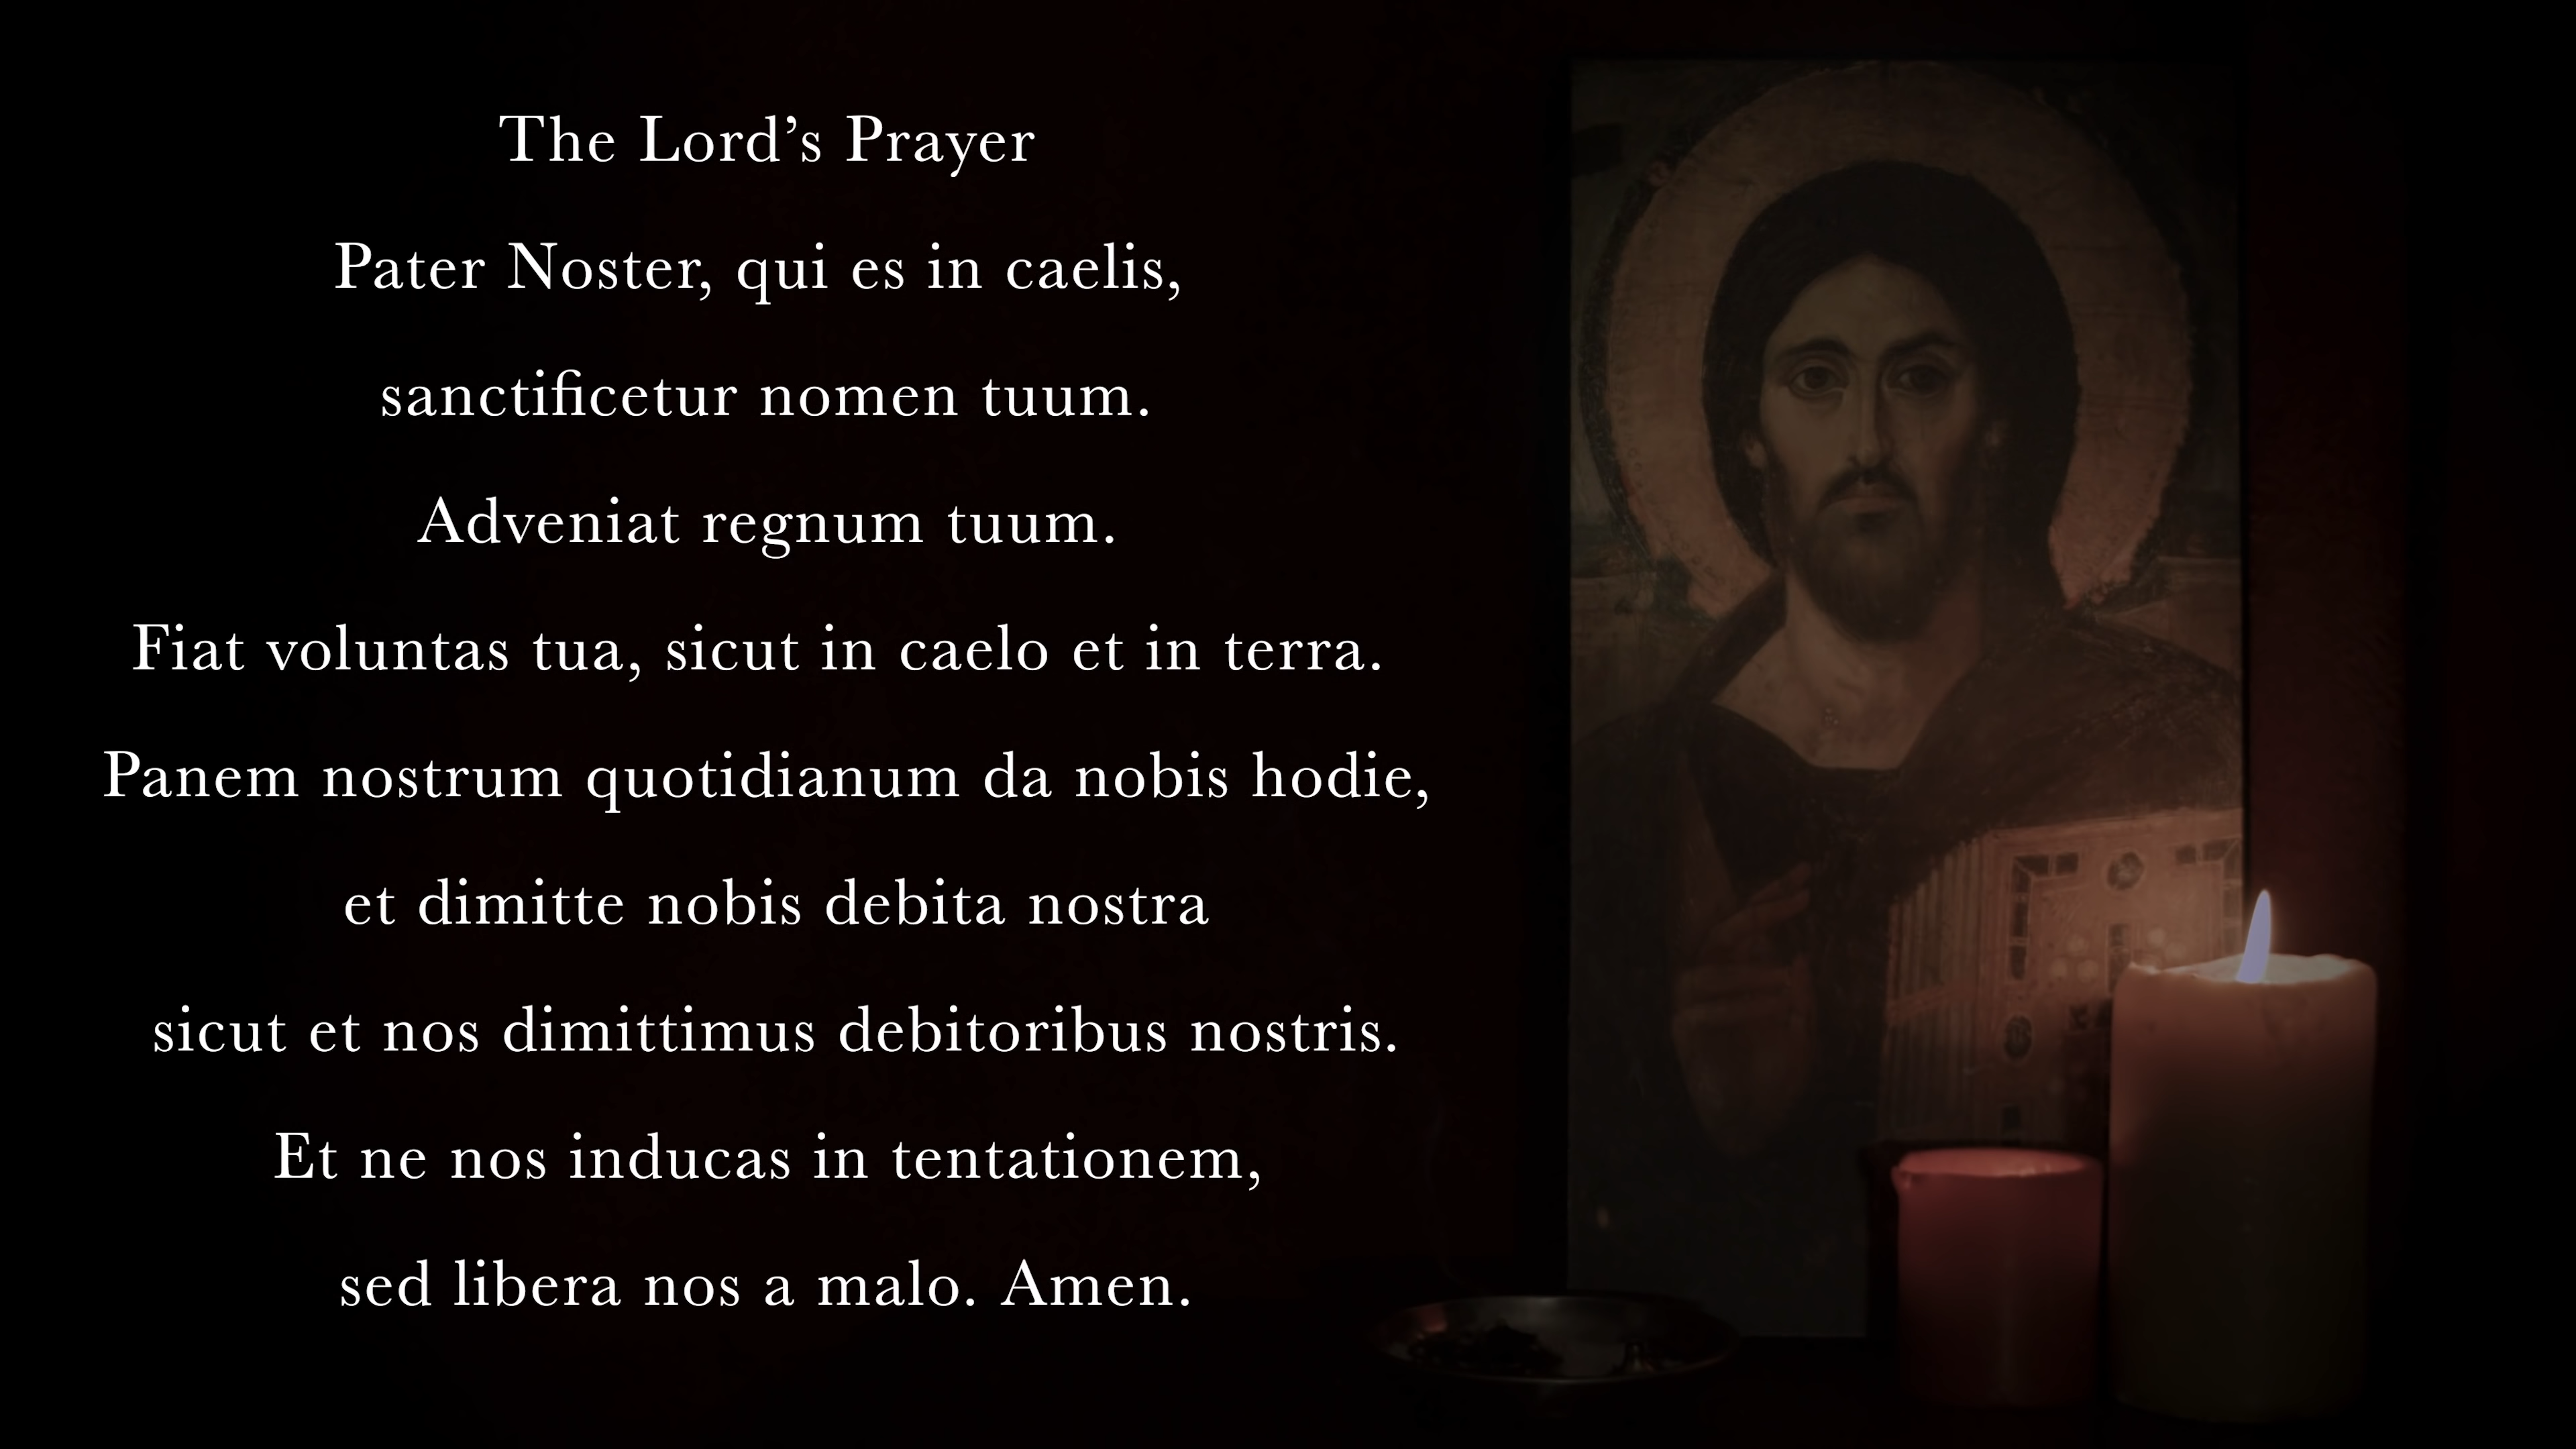 The Lord’s Prayer
Pater Noster, qui es in caelis,
sanctificetur nomen tuum.
Adveniat regnum tuum.
Fiat voluntas tua, sicut in caelo et in terra.
Panem nostrum quotidianum da nobis hodie,
et dimitte nobis debita nostra
sicut et nos dimittimus debitoribus nostris.
Et ne nos inducas in tentationem,
sed libera nos a malo. Amen.